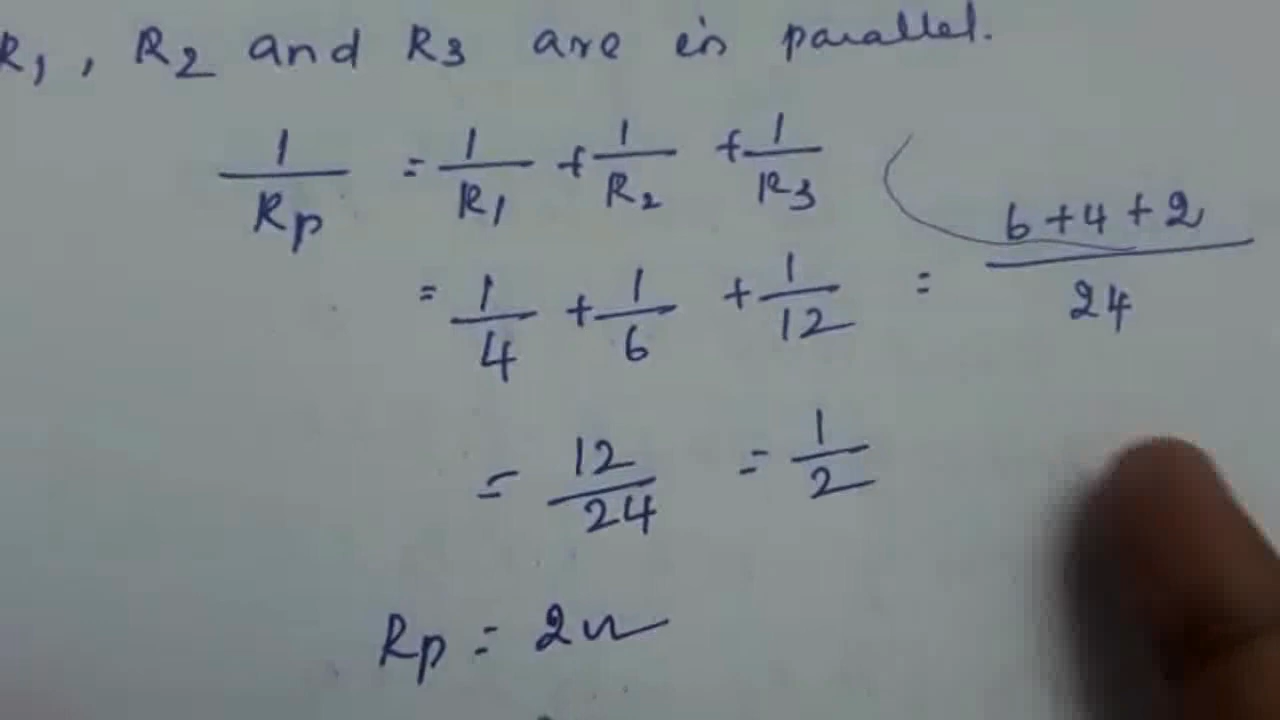 R₁, R₂ and R₃ are in parallel.
1/Rp = 1/R₁ + 1/R₂ + 1/R₃
= 1/4 + 1/6 + 1/12 = 6+4+2/24
= 12/24 = 1/2
Rp = 2Ω